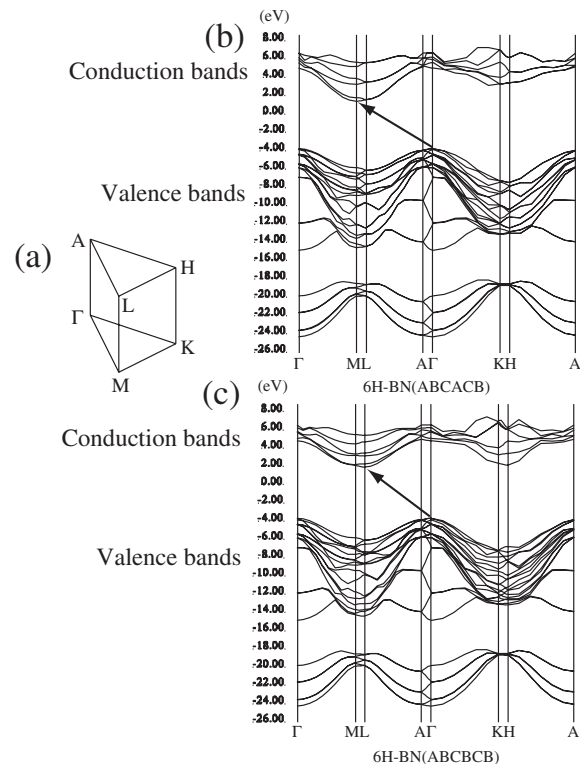 (b)
(eV)
8.00
6.00
Conduction bands
4.00
2.00
0.00
-2.00
-4.00
-6.00
-8.00
Valence bands
-10.00
-12.00
-14.00
-16.00
-18.00
-20.00
-22.00
-24.00
-26.00
Γ ML AΓ KH A
6H-BN(ABCACB)
(a)
A
H
L
Γ
K
M
(c)
(eV)
8.00
6.00
Conduction bands
4.00
2.00
0.00
-2.00
-4.00
-6.00
-8.00
Valence bands
-10.00
-12.00
-14.00
-16.00
-18.00
-20.00
-22.00
-24.00
-26.00
Γ ML AΓ KH A
6H-BN(ABCBCB)